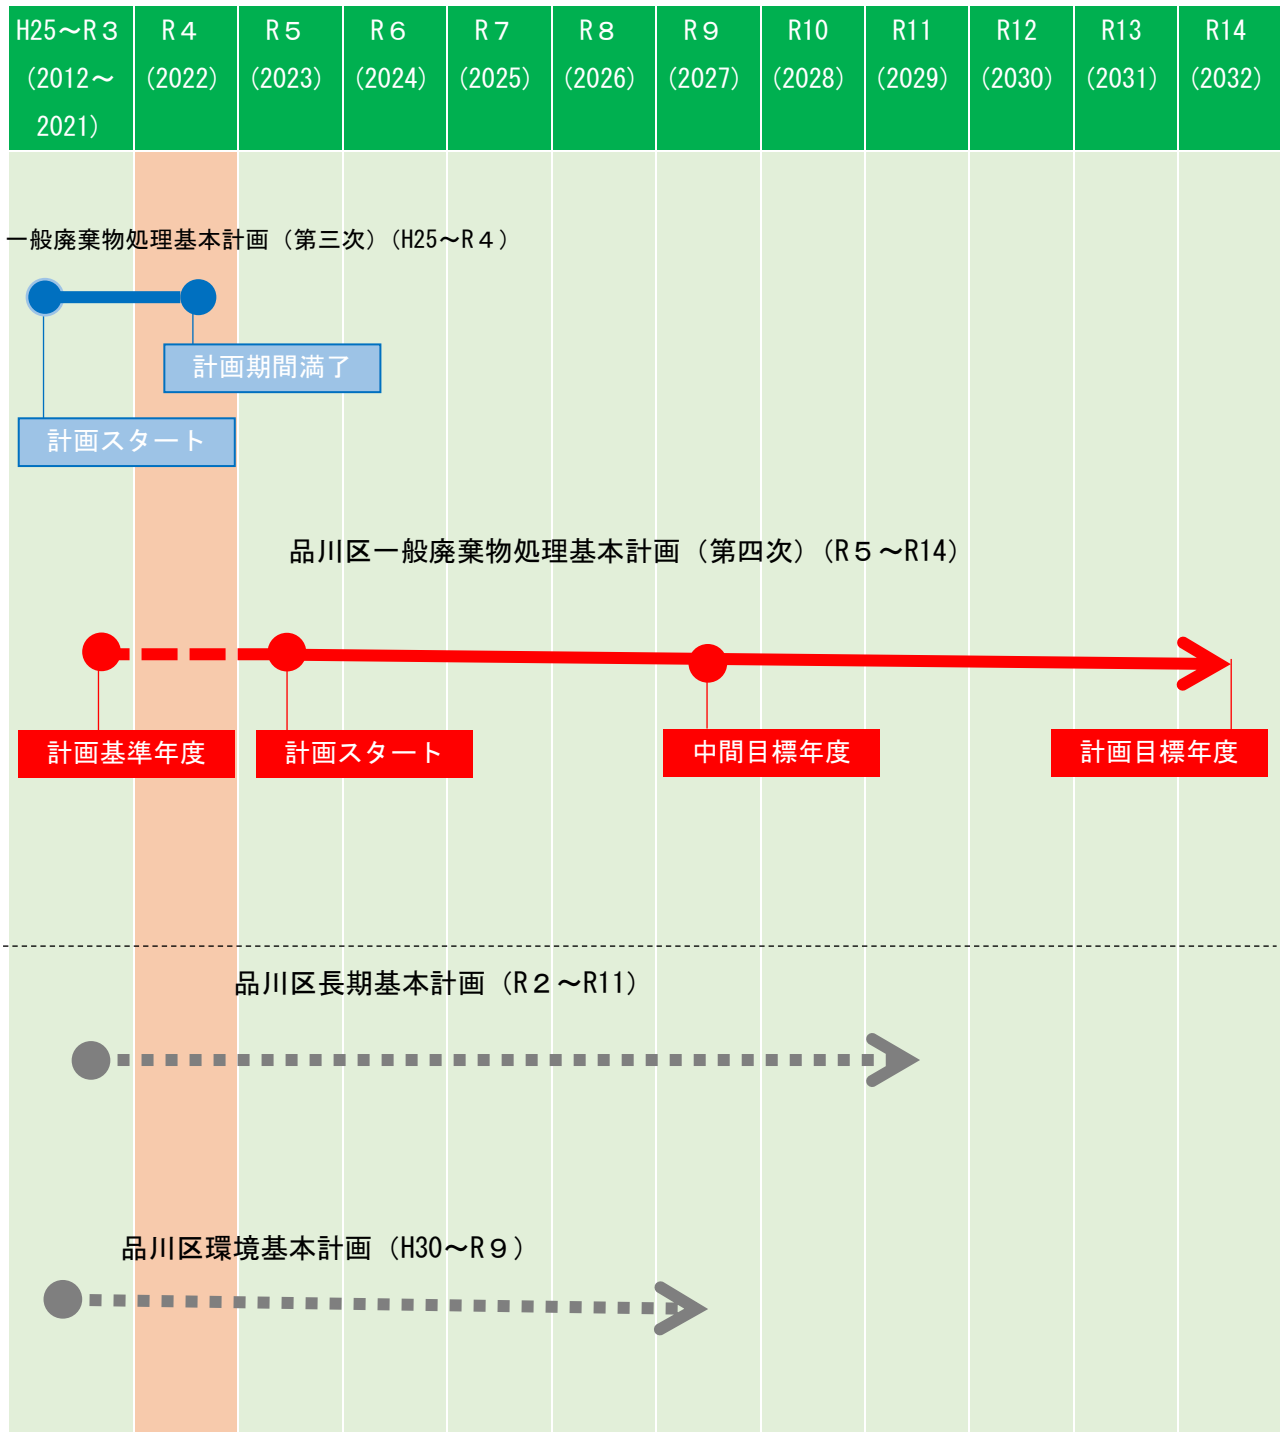 H25～R３ R４ R５ R６ R７ R８ R９ R10 R11 R12 R13 R14
(2012～ (2022) (2023) (2024) (2025) (2026) (2027) (2028) (2029) (2030) (2031) (2032)
2021)
一般廃棄物処理基本計画（第三次）(H25～R４)
計画期間満了
計画スタート
品川区一般廃棄物処理基本計画（第四次）(R５～R14)
計画基準年度 計画スタート 中間目標年度 計画目標年度
品川区長期基本計画（R２～R11）
品川区環境基本計画（H30～R９）